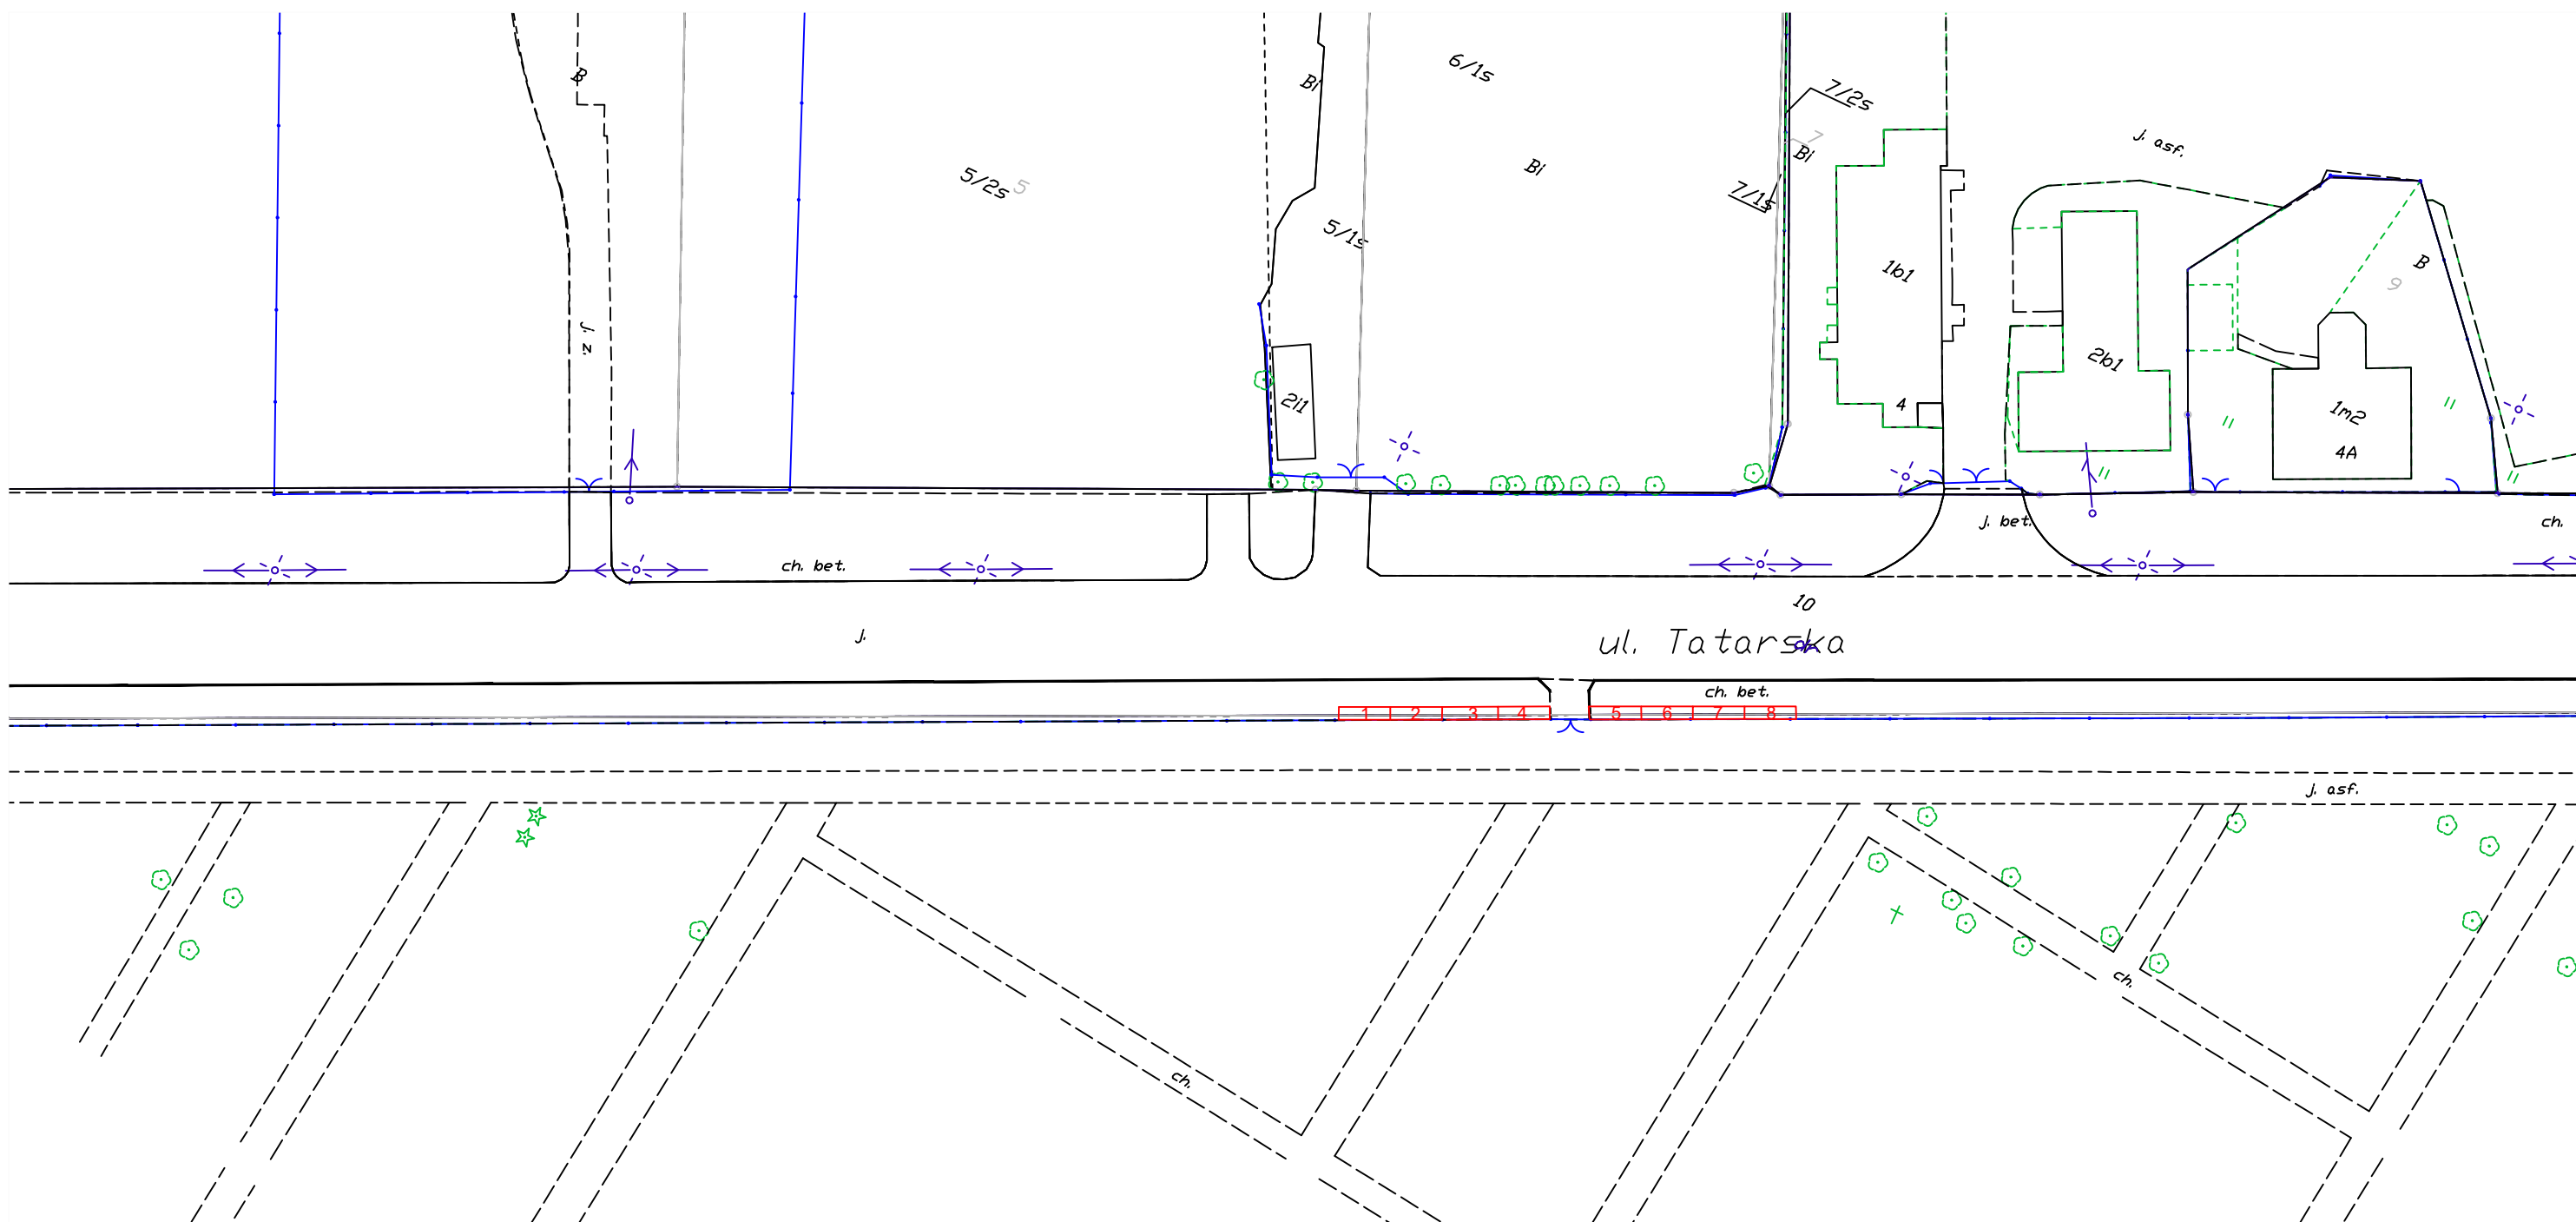 6/1s
B
Bi
7/2s
7
J. asf.
Bi
Bi
5/2s
5
7/1s
5/1s
1b1
B
9
j. z.
2b1
2i1
4
1m2
4A
J. bet.
ch.
ch. bet.
10
j.
ul. Tatarska
ch. bet.
1 2 3 4 5 6 7 8
J. asf.
ch.
ch.